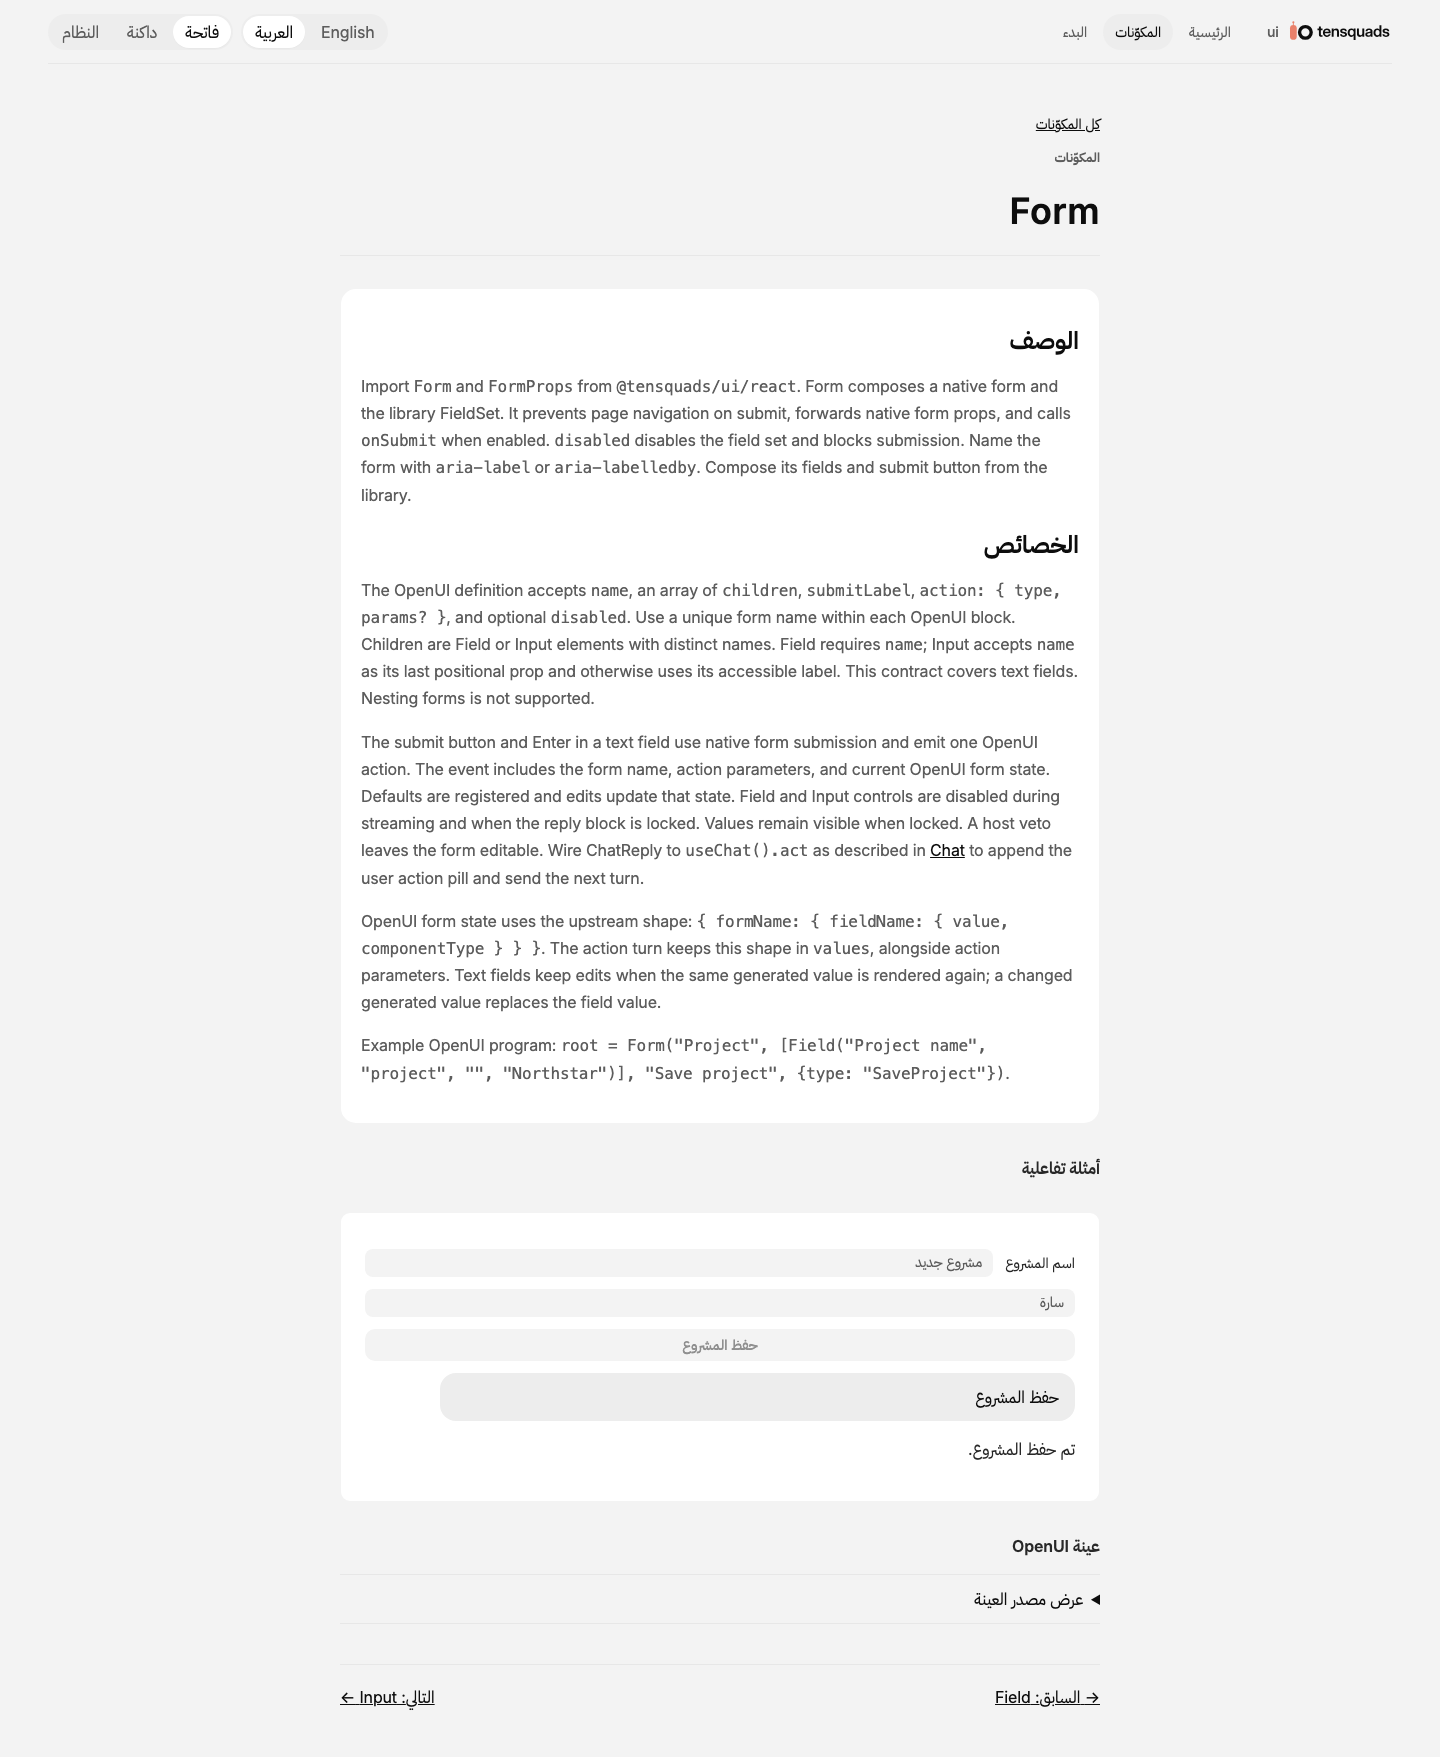 tensquads ui
الرئيسية
المكوّنات
البدء
English
العربية
فاتحة
داكنة
النظام
كل المكوّنات
المكوّنات
Form
الوصف
Import Form and FormProps from @tensquads/ui/react. Form composes a native form and
the library FieldSet. It prevents page navigation on submit, forwards native form props, and calls
onSubmit when enabled. disabled disables the field set and blocks submission. Name the
form with aria-label or aria-labelledby. Compose its fields and submit button from the
library.
الخصائص
The OpenUI definition accepts name, an array of children, submitLabel, action: { type,
params? }, and optional disabled. Use a unique form name within each OpenUI block.
Children are Field or Input elements with distinct names. Field requires name; Input accepts name
as its last positional prop and otherwise uses its accessible label. This contract covers text fields.
Nesting forms is not supported.
The submit button and Enter in a text field use native form submission and emit one OpenUI
action. The event includes the form name, action parameters, and current OpenUI form state.
Defaults are registered and edits update that state. Field and Input controls are disabled during
streaming and when the reply block is locked. Values remain visible when locked. A host veto
leaves the form editable. Wire ChatReply to useChat().act as described in Chat to append the
user action pill and send the next turn.
OpenUI form state uses the upstream shape: { formName: { fieldName: { value,
componentType } } }. The action turn keeps this shape in values, alongside action
parameters. Text fields keep edits when the same generated value is rendered again; a changed
generated value replaces the field value.
Example OpenUI program: root = Form("Project", [Field("Project name",
"project", "", "Northstar")], "Save project", {type: "SaveProject"}).
أمثلة تفاعلية
اسم المشروع
مشروع جديد
سارة
حفظ المشروع
حفظ المشروع
تم حفظ المشروع.
عينة OpenUI
عرض مصدر العينة
→ السابق: Field
التالي: Input ←